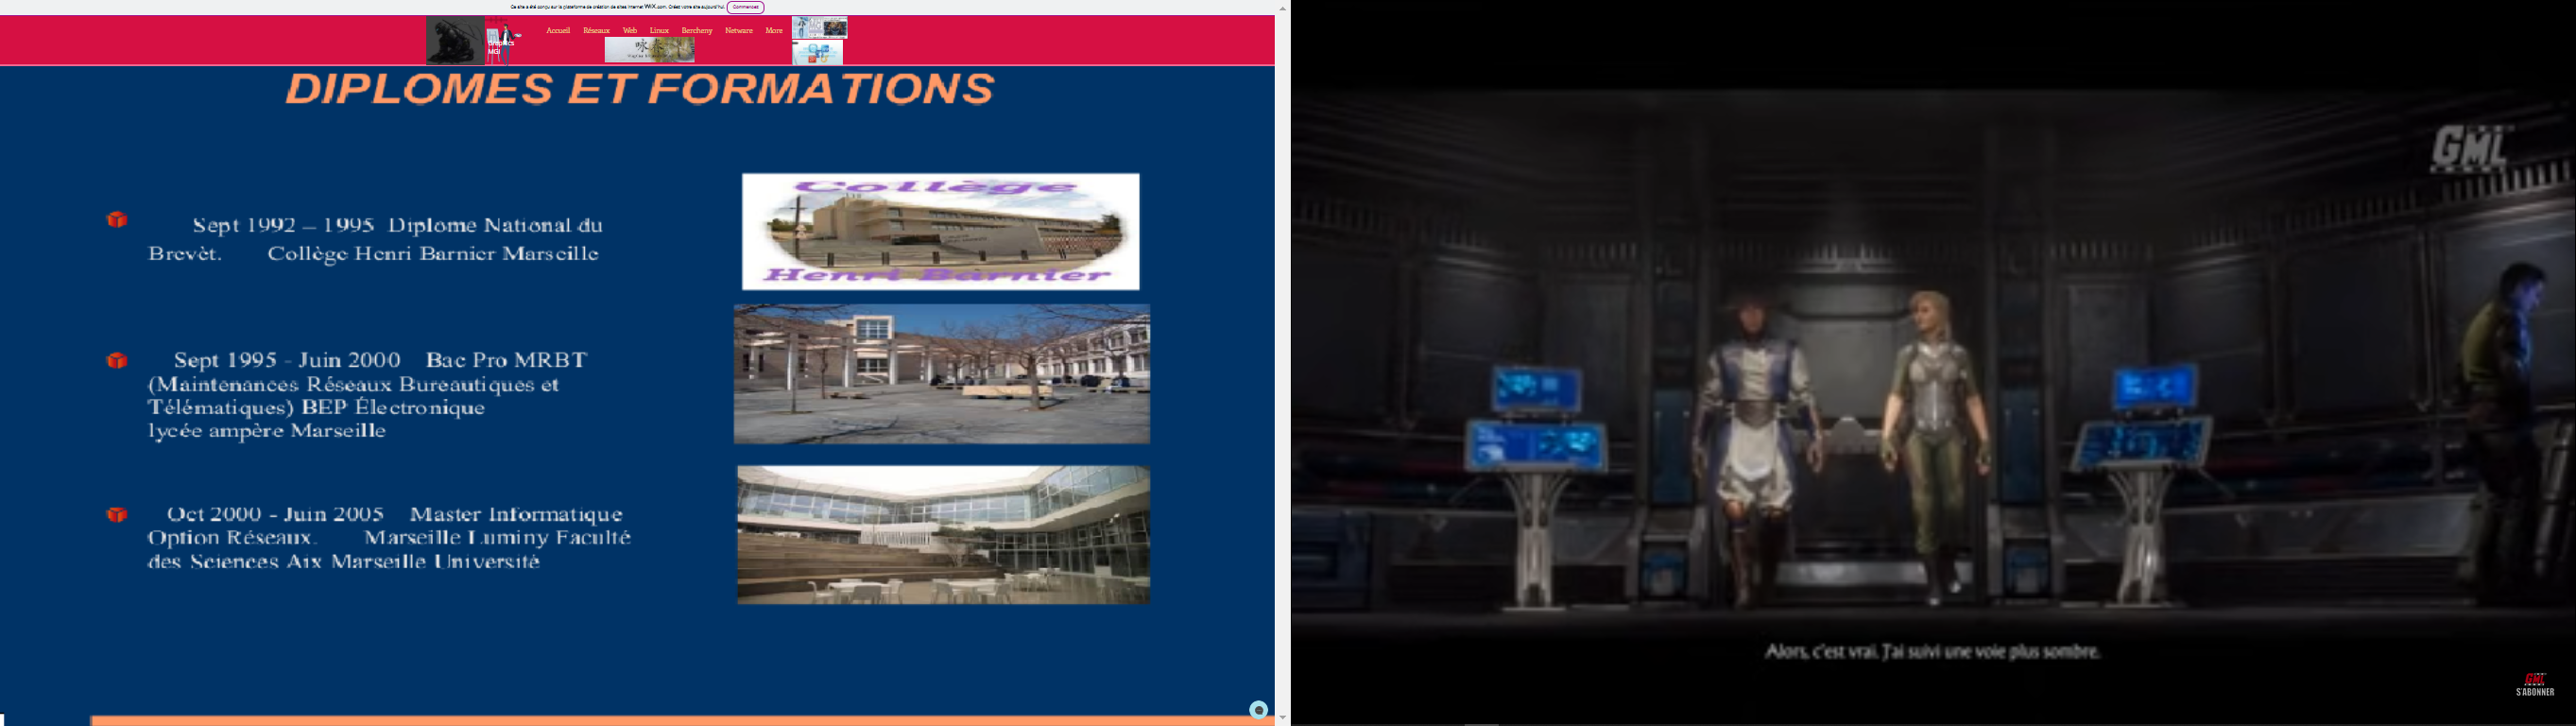 Ce site a été conçu sur la plateforme de création de sites internet WiX.com. Créez votre site aujourd'hui. Commencez
Accueil Réseaux Web Linux Bercheny Netware More
MGI
DIPLOMES ET FORMATIONS
Sept 1992 – 1995 Diplome National du
Brevèt. Collège Henri Barnier Marseille
Collège
Henri Barnier
Sept 1995 - Juin 2000 Bac Pro MRBT
(Maintenances Réseaux Bureautiques et
Télématiques) BEP Électronique
lycée ampère Marseille
Oct 2000 - Juin 2005 Master Informatique
Option Réseaux. Marseille Luminy Faculté
des Sciences Aix Marseille Université
GML
Alors, c'est vrai. J'ai suivi une voie plus sombre.
GML
S'ABONNER